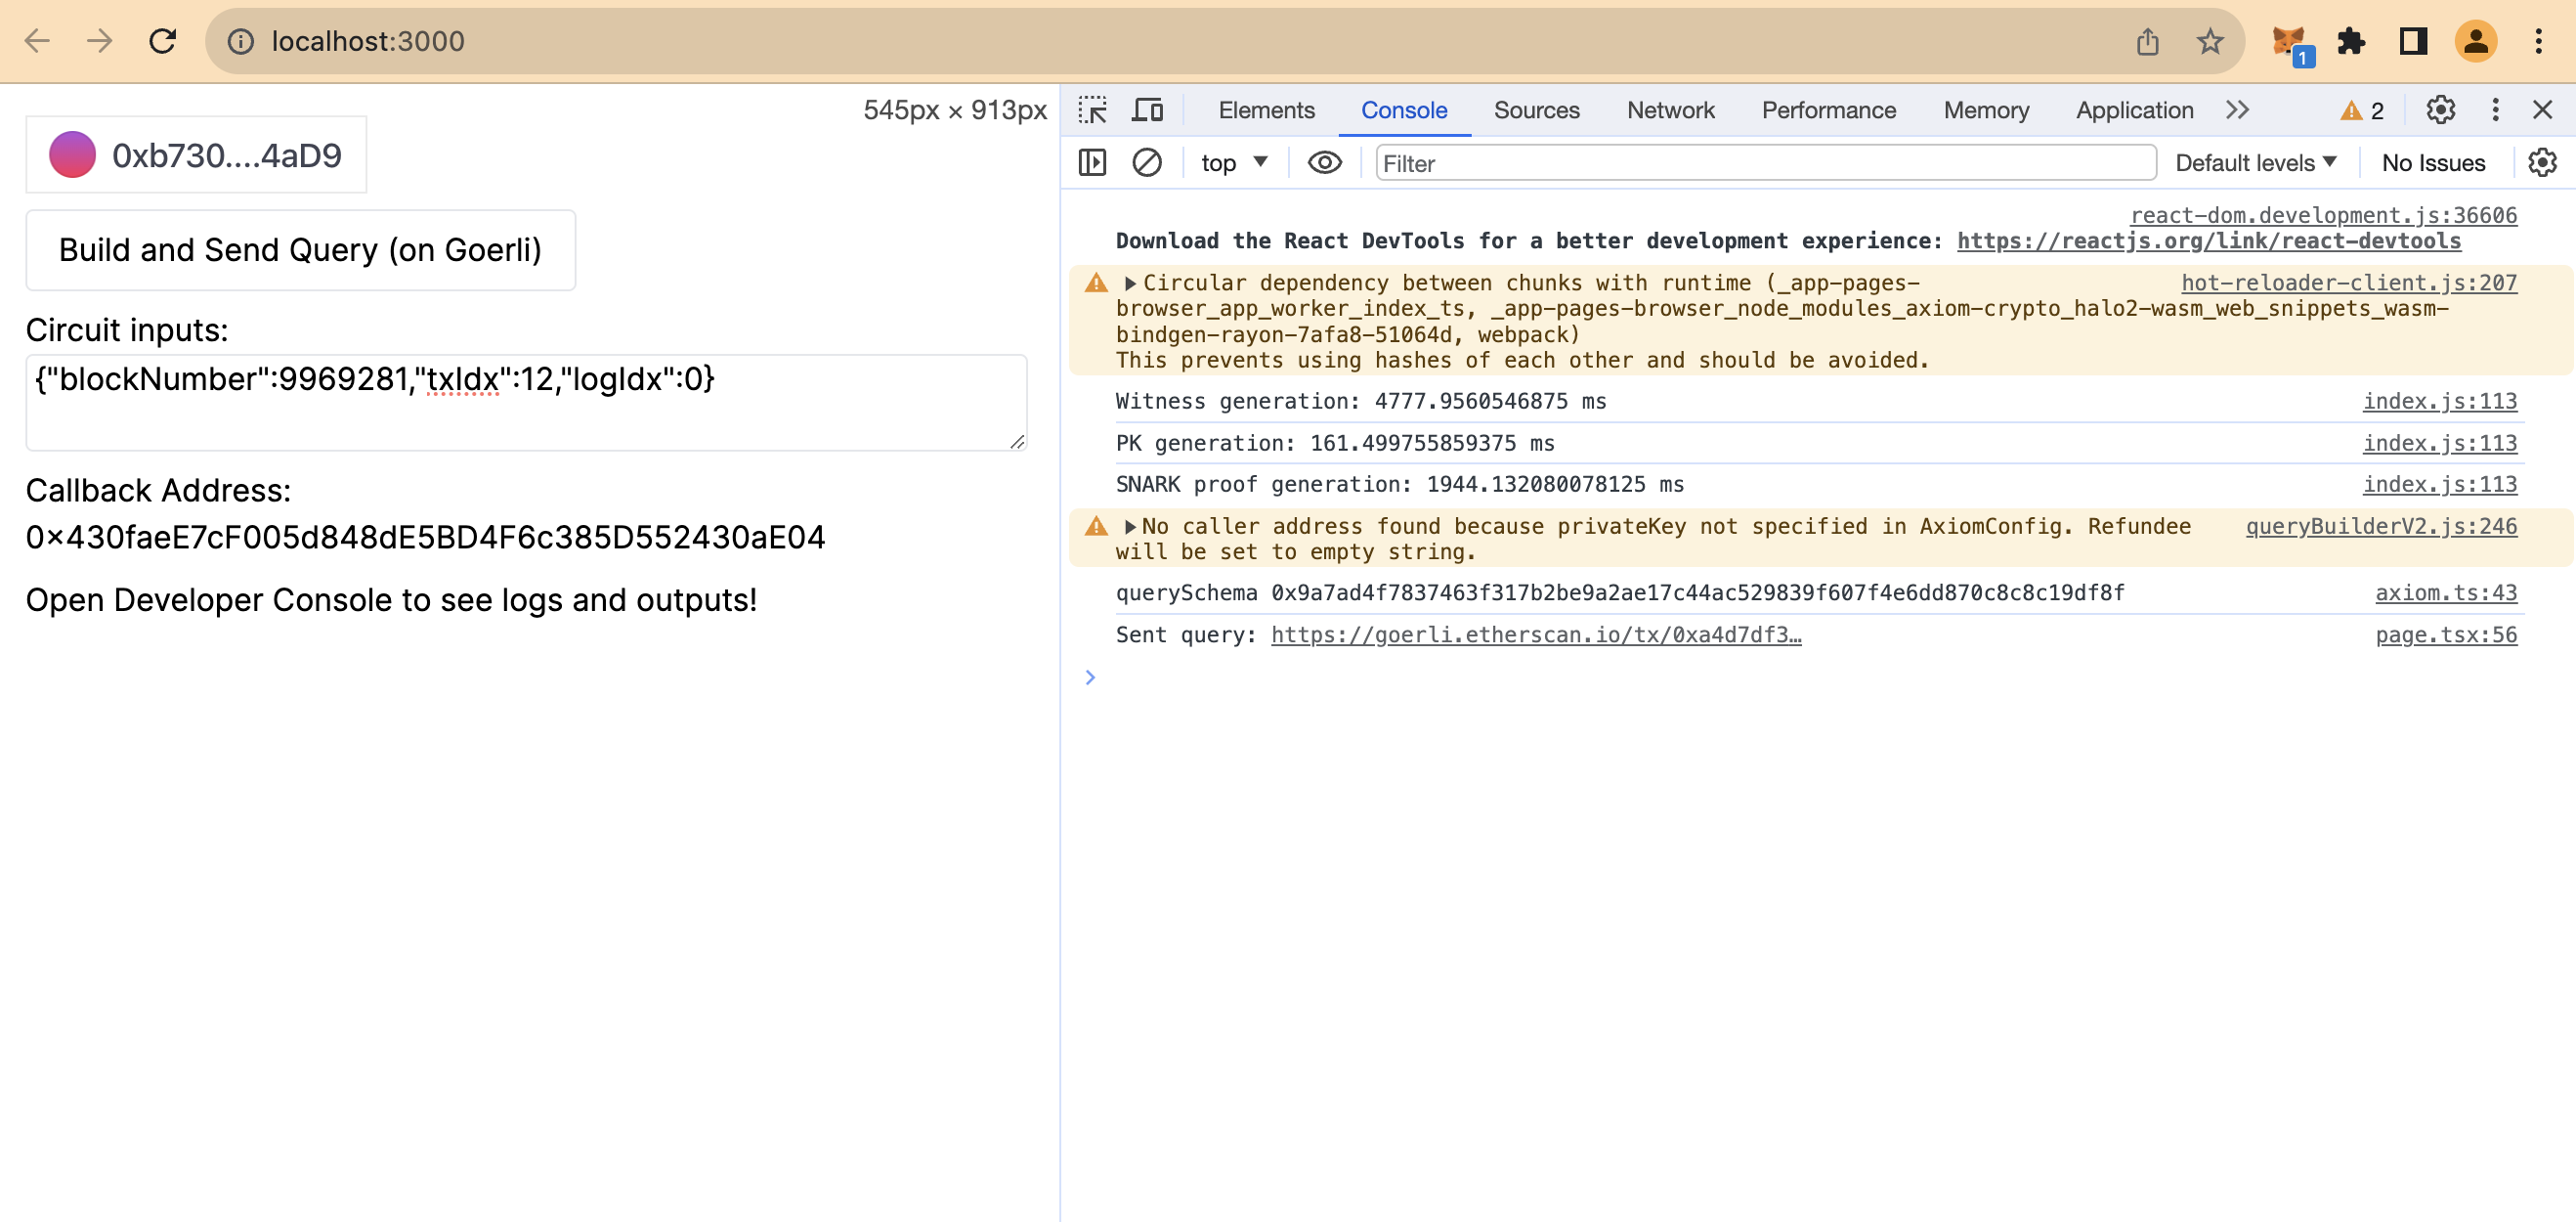 localhost:3000
1
545px × 913px
0xb730....4aD9
Build and Send Query (on Goerli)
Circuit inputs:
{"blockNumber":9969281,"txIdx":12,"logIdx":0}
Callback Address:
0×430faeE7cF005d848dE5BD4F6c385D552430aE04
Open Developer Console to see logs and outputs!
Elements Console Sources Network Performance Memory Application 2
top Filter Default levels No Issues
react-dom.development.js:36606
Download the React DevTools for a better development experience: https://reactjs.org/link/react-devtools
Circular dependency between chunks with runtime (_app-pages- hot-reloader-client.js:207
browser_app_worker_index_ts, _app-pages-browser_node_modules_axiom-crypto_halo2-wasm_web_snippets_wasm-
bindgen-rayon-7afa8-51064d, webpack)
This prevents using hashes of each other and should be avoided.
Witness generation: 4777.9560546875 ms index.js:113
PK generation: 161.499755859375 ms index.js:113
SNARK proof generation: 1944.132080078125 ms index.js:113
No caller address found because privateKey not specified in AxiomConfig. Refundee queryBuilderV2.js:246
will be set to empty string.
querySchema 0x9a7ad4f7837463f317b2be9a2ae17c44ac529839f607f4e6dd870c8c8c19df8f axiom.ts:43
Sent query: https://goerli.etherscan.io/tx/0xa4d7df3… page.tsx:56